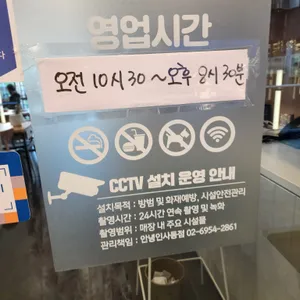 영업시간
오전 10시 30 ~ 오후 8시 30분
CCTV 설치 운영 안내
설치목적 : 방범 및 화재예방, 시설안전관리
촬영시간 : 24시간 연속 촬영 및 녹화
촬영범위 : 매장 내 주요 시설물
관리책임 : 안녕인사동점 02-6954-2861